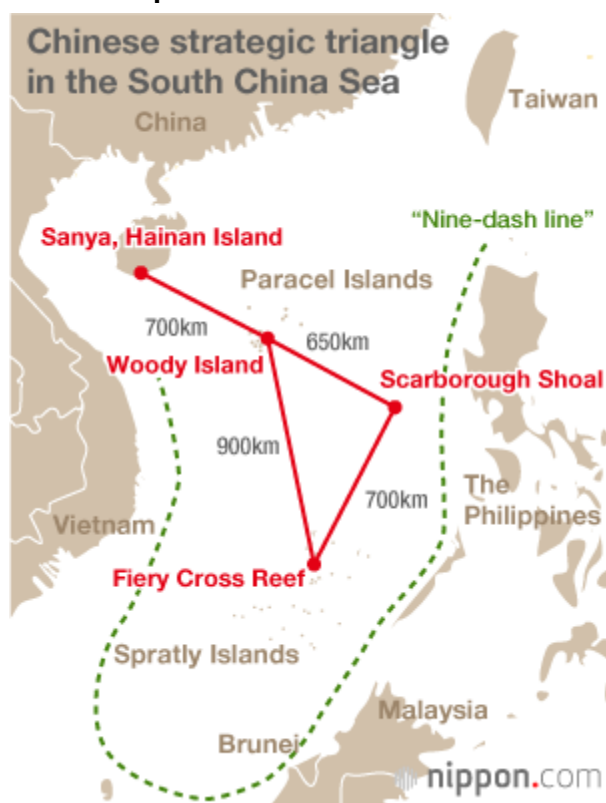 Chinese strategic triangle
in the South China Sea
China
Taiwan
"Nine-dash line"
Sanya, Hainan Island
Paracel Islands
700km
650km
Woody Island
Scarborough Shoal
900km
700km
The
Philippines
Vietnam
Fiery Cross Reef
Spratly Islands
Malaysia
Brunei
nippon.com